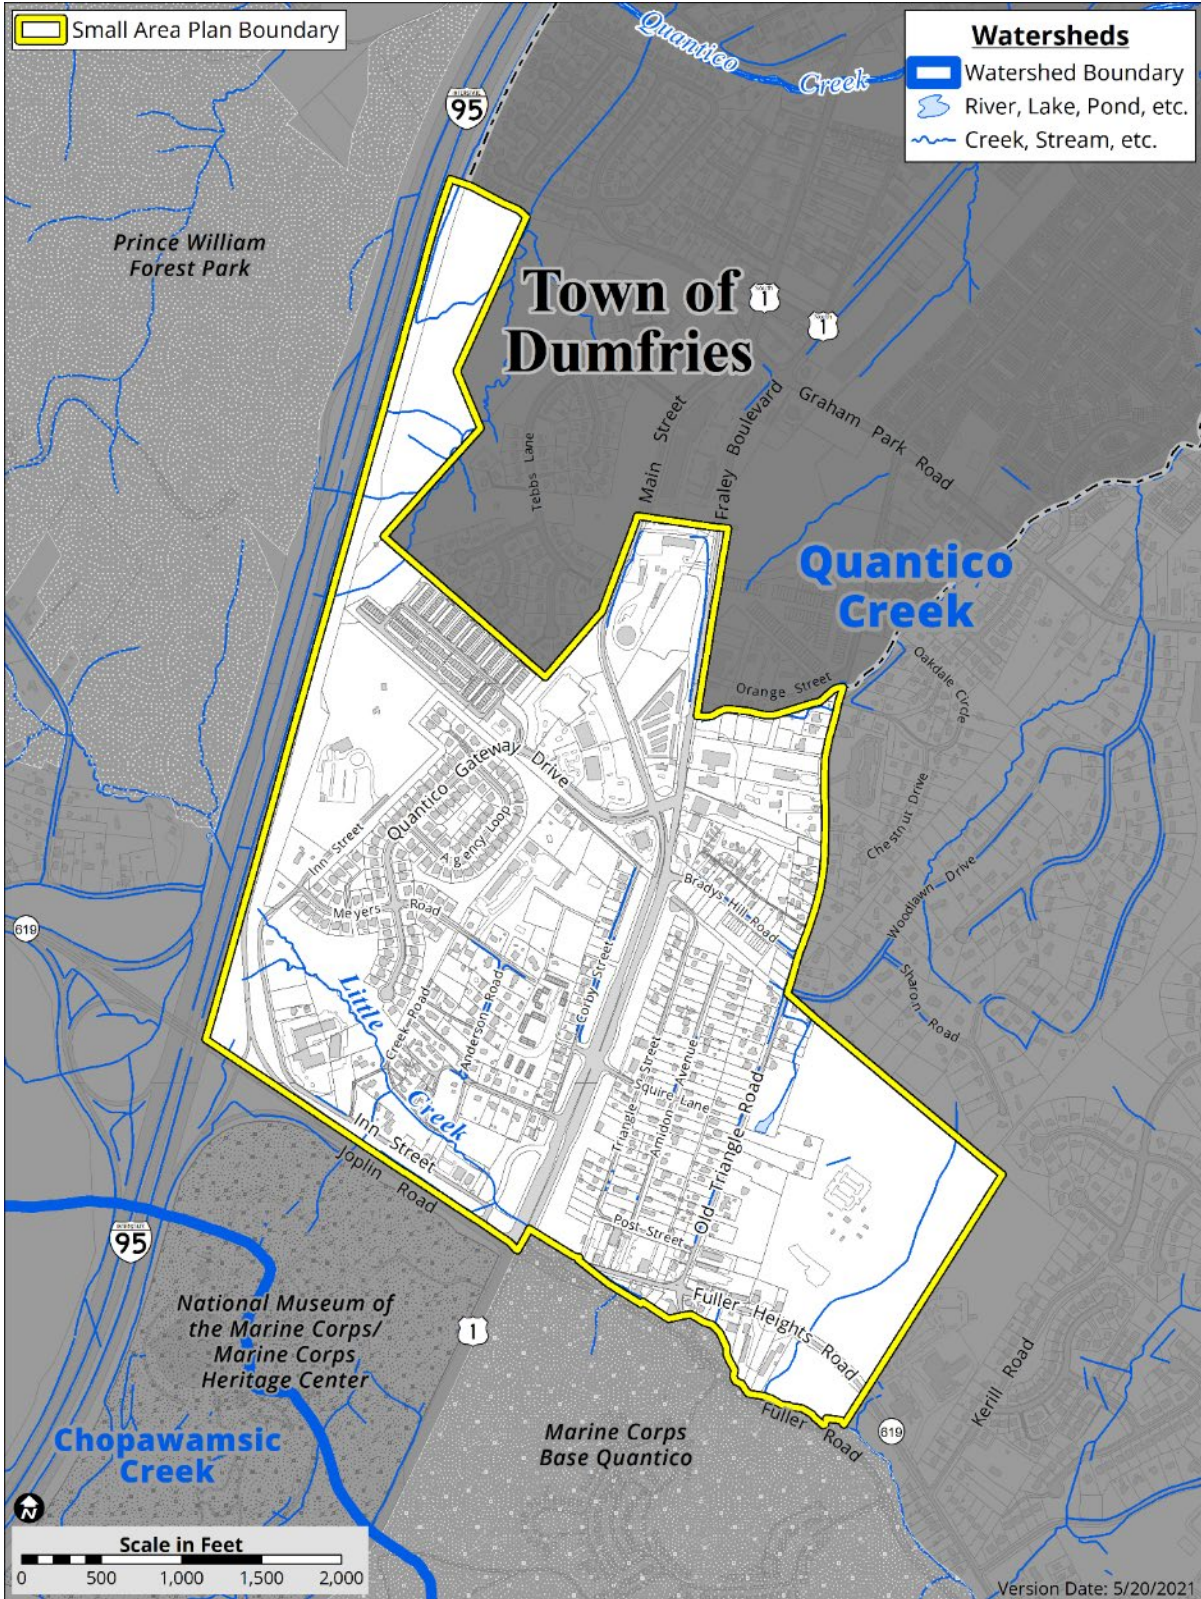 Small Area Plan Boundary
Watersheds
Watershed Boundary
River, Lake, Pond, etc.
Creek, Stream, etc.
Quantico
Creek
INTERSTATE
95
Prince William
Forest Park
Town of
Dumfries
South
1
South
1
Graham Park Road
Main Street
Fraley Boulevard
Tebbs Lane
Quantico
Creek
Orange Street
Oakdale Circle
Chestnut Drive
Woodlawn Drive
Sharon Road
Quantico Gateway Drive
Inn Street
Argency Loop
Meyers Road
Bradys Hill Road
619
Little
Creek
Creek Road
Anderson Road
Corby Street
Triangle Street
Amidon Avenue
Squire Lane
Old Triangle Road
Post Street
Inn Street
Joplin Road
INTERSTATE
95
National Museum of
the Marine Corps/
Marine Corps
Heritage Center
1
Fuller Heights Road
Fuller Road
619
Kerill Road
Marine Corps
Base Quantico
Chopawamsic
Creek
N
Scale in Feet
0 500 1,000 1,500 2,000
Version Date: 5/20/2021